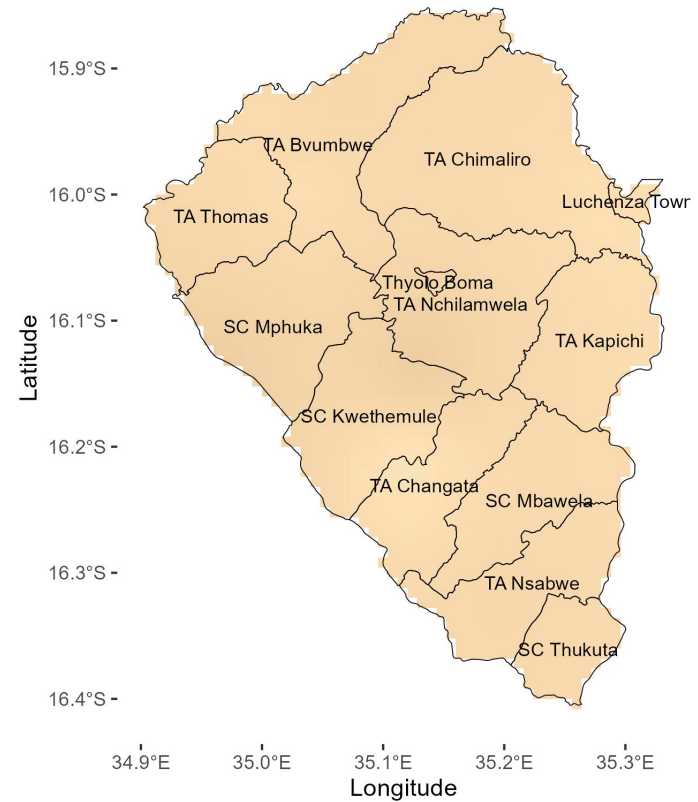 15.9°S
TA Bvumbwe
TA Chimaliro
16.0°S
Luchenza Towr
TA Thomas
Thyolo Boma
TA Nchilamwela
16.1°S
SC Mphuka
TA Kapichi
SC Kwethemule
16.2°S
TA Changata
SC Mbawela
16.3°S
TA Nsabwe
SC Thukuta
16.4°S
Latitude
34.9°E
35.0°E
35.1°E
35.2°E
35.3°E
Longitude